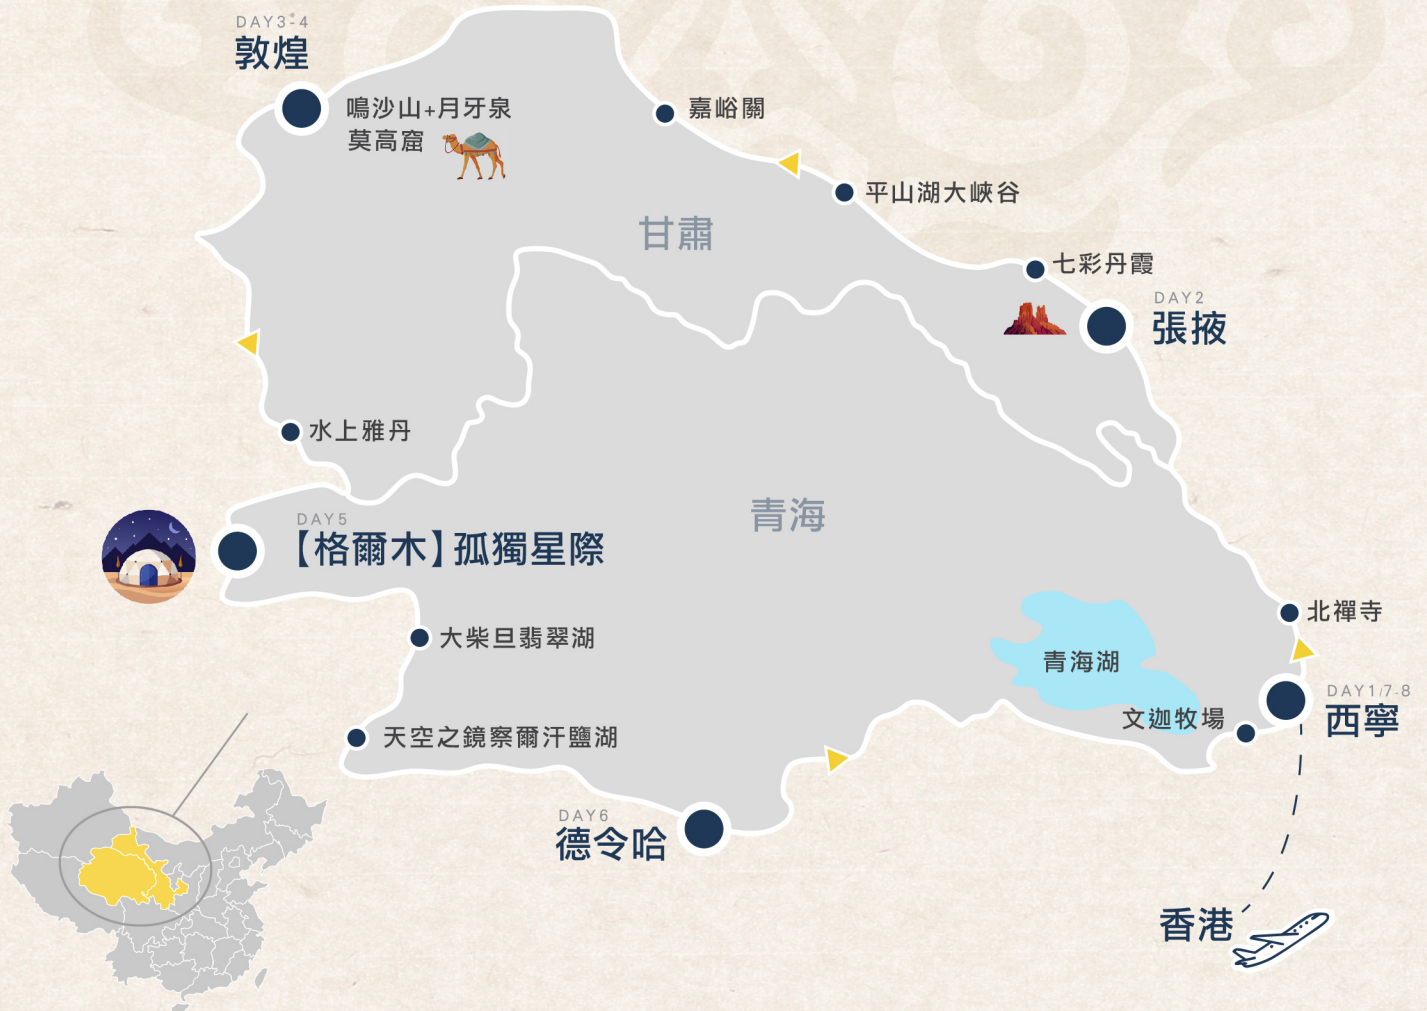 DAY3-4
敦煌
鳴沙山+月牙泉
莫高窟
嘉峪關
平山湖大峽谷
甘肅
七彩丹霞
DAY2
張掖
水上雅丹
青海
DAY5
【格爾木】孤獨星際
北禪寺
大柴旦翡翠湖
青海湖
DAY1/7-8
西寧
文迦牧場
天空之鏡察爾汗鹽湖
DAY6
德令哈
香港